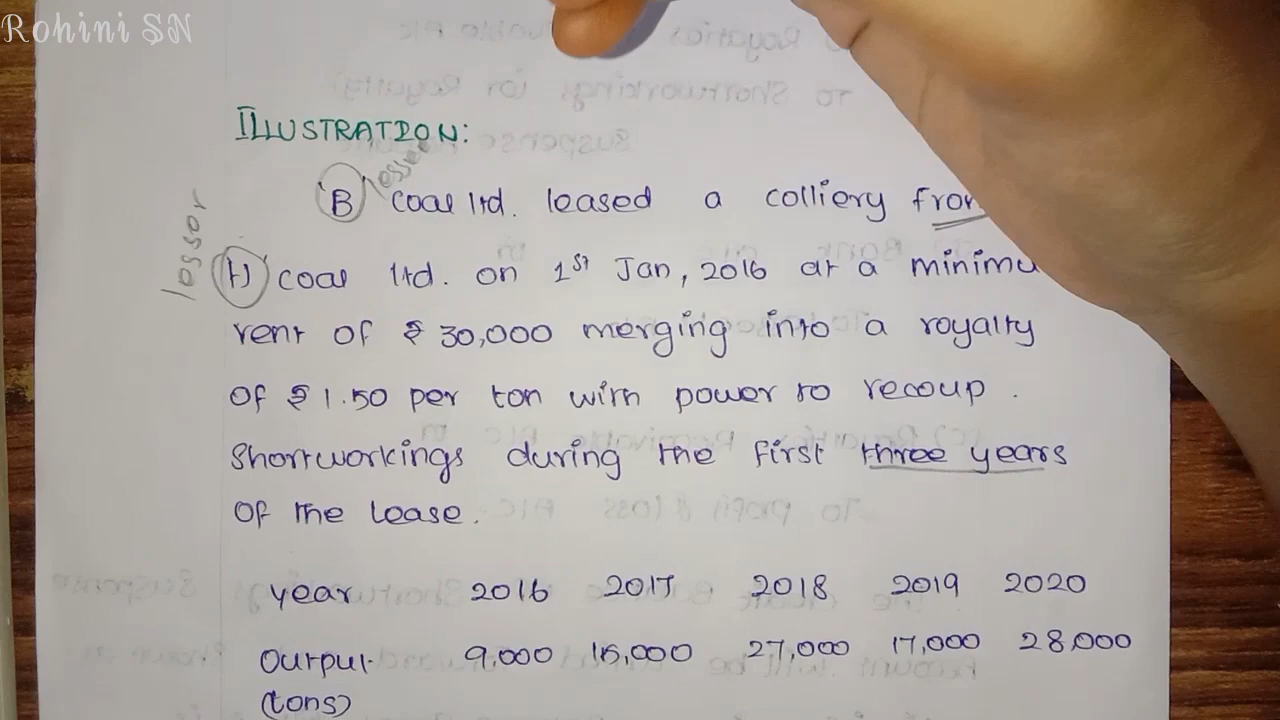 Rohini SN
ILLUSTRATION:
'B' lessee coal ltd. leased a colliery from
lessor 'H' coal ltd. on 1st Jan, 2016 at a minimu
rent of ₹ 30,000 merging into a royalty
of ₹ 1.50 per ton with power to recoup.
Shortworkings during the first three years
of the lease.
year 2016 2017 2018 2019 2020
output 9,000 15,000 27,000 17,000 28,000
(tons)